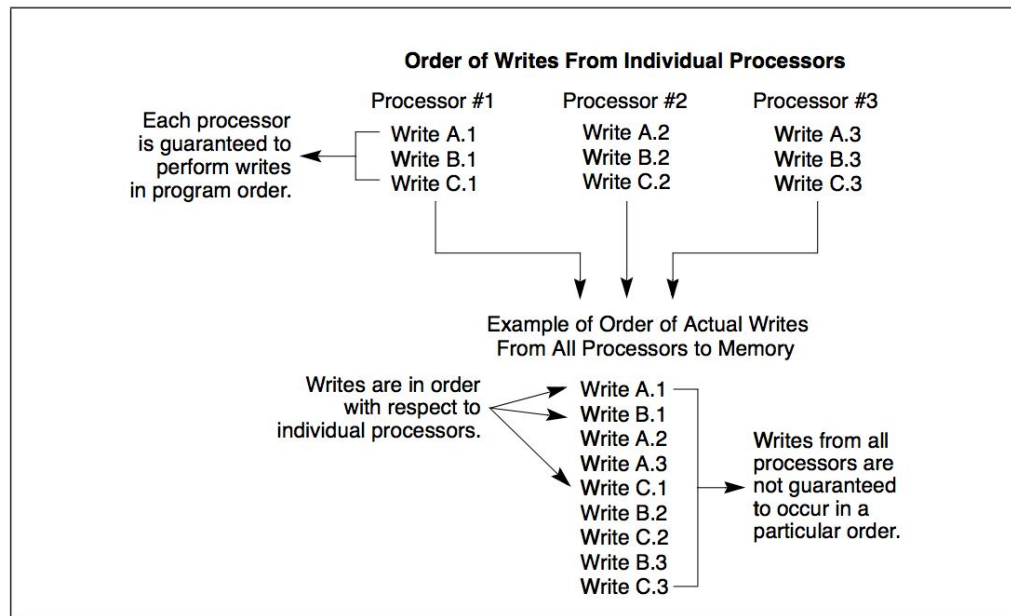 Order of Writes From Individual Processors
Processor #1
Processor #2
Processor #3
Each processor
is guaranteed to
perform writes
in program order.
Write A.1
Write B.1
Write C.1
Write A.2
Write B.2
Write C.2
Write A.3
Write B.3
Write C.3
Example of Order of Actual Writes
From All Processors to Memory
Writes are in order
with respect to
individual processors.
Write A.1
Write B.1
Write A.2
Write A.3
Write C.1
Write B.2
Write C.2
Write B.3
Write C.3
Writes from all
processors are
not guaranteed
to occur in a
particular order.